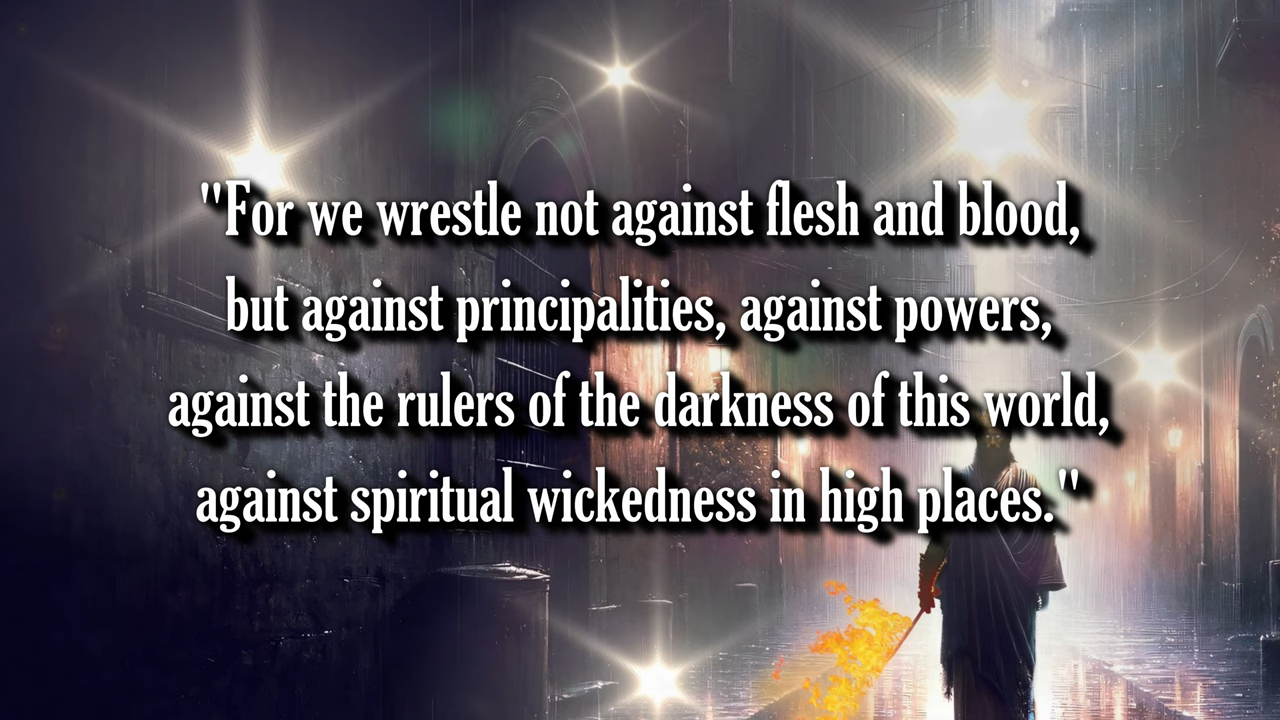 "For we wrestle not against flesh and blood,
but against principalities, against powers,
against the rulers of the darkness of this world,
against spiritual wickedness in high places."